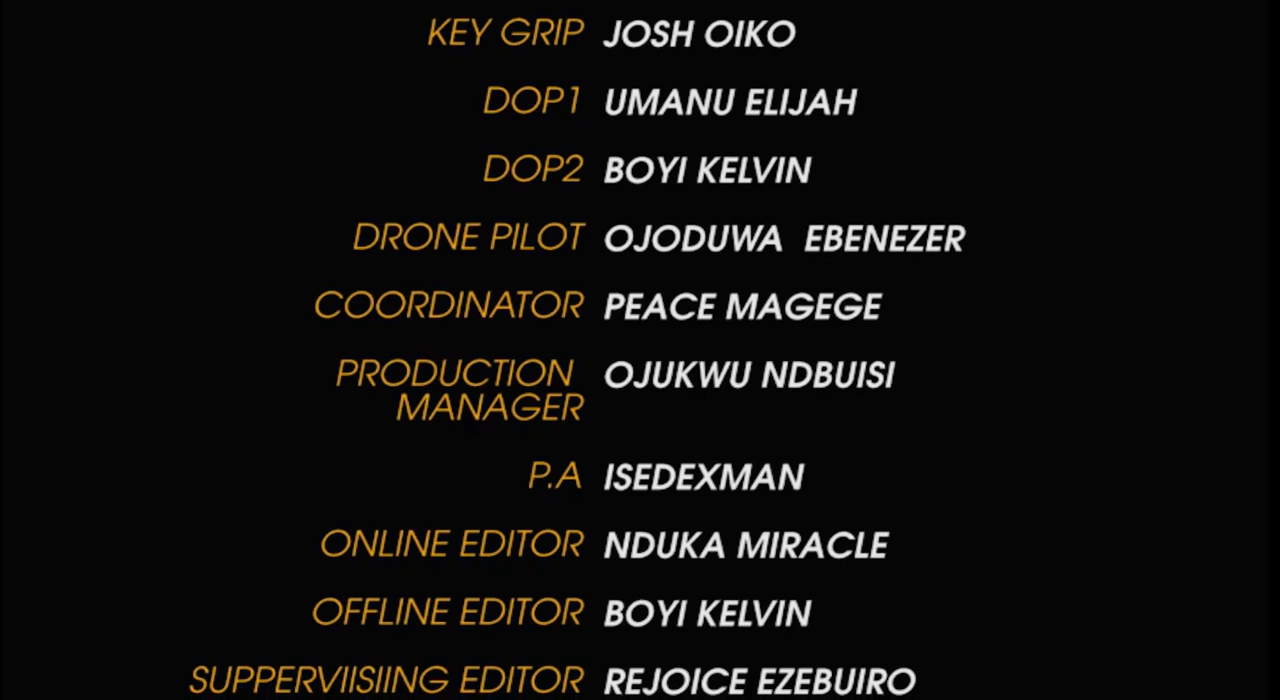 KEY GRIP JOSH OIKO
DOP1 UMANU ELIJAH
DOP2 BOYI KELVIN
DRONE PILOT OJODUWA EBENEZER
COORDINATOR PEACE MAGEGE
PRODUCTION OJUKWU NDBUISI
MANAGER
P.A ISEDEXMAN
ONLINE EDITOR NDUKA MIRACLE
OFFLINE EDITOR BOYI KELVIN
SUPPERVIISIING EDITOR REJOICE EZEBUIRO